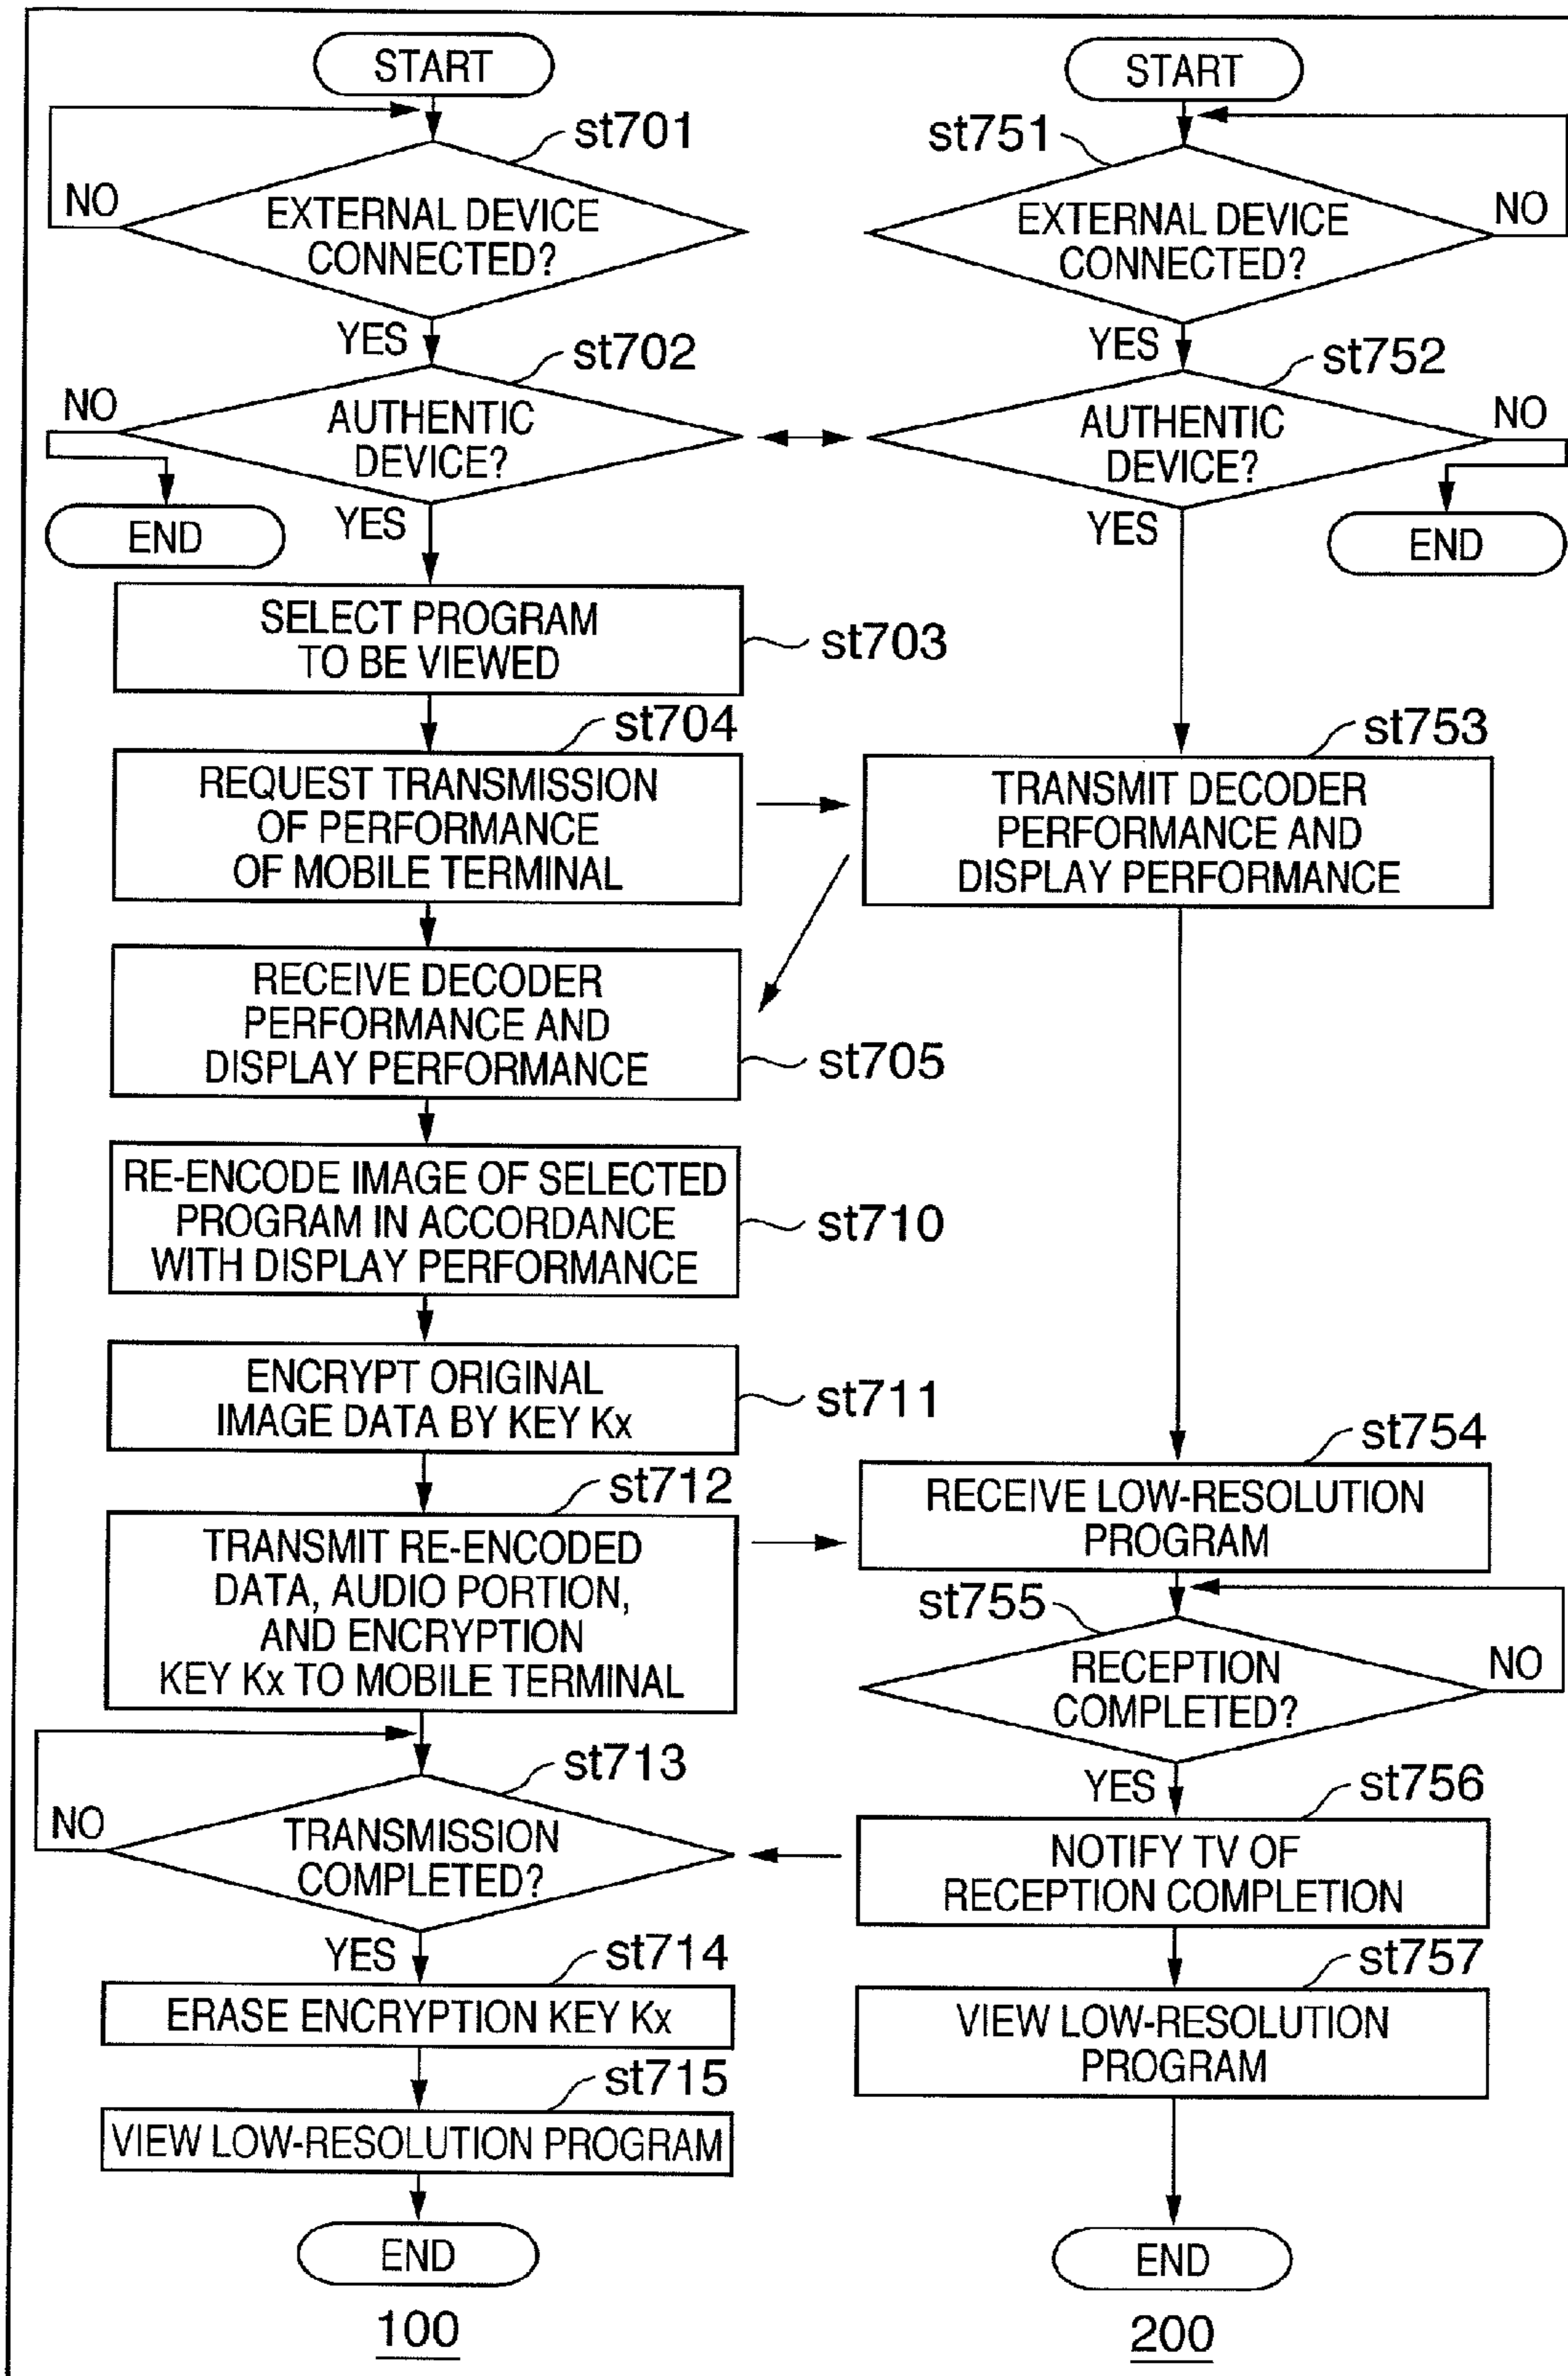 START
st701
NO
EXTERNAL DEVICE
CONNECTED?
YES
st702
NO
AUTHENTIC
DEVICE?
YES
END
SELECT PROGRAM
TO BE VIEWED
st703
st704
REQUEST TRANSMISSION
OF PERFORMANCE
OF MOBILE TERMINAL
RECEIVE DECODER
PERFORMANCE AND
DISPLAY PERFORMANCE
st705
RE-ENCODE IMAGE OF SELECTED
PROGRAM IN ACCORDANCE
WITH DISPLAY PERFORMANCE
st710
ENCRYPT ORIGINAL
IMAGE DATA BY KEY Kx
st711
st712
TRANSMIT RE-ENCODED
DATA, AUDIO PORTION,
AND ENCRYPTION
KEY Kx TO MOBILE TERMINAL
st713
NO
TRANSMISSION
COMPLETED?
YES
st714
ERASE ENCRYPTION KEY Kx
st715
VIEW LOW-RESOLUTION PROGRAM
END
100
START
st751
NO
EXTERNAL DEVICE
CONNECTED?
YES
st752
NO
AUTHENTIC
DEVICE?
YES
END
st753
TRANSMIT DECODER
PERFORMANCE AND
DISPLAY PERFORMANCE
st754
RECEIVE LOW-RESOLUTION
PROGRAM
st755
NO
RECEPTION
COMPLETED?
YES
st756
NOTIFY TV OF
RECEPTION COMPLETION
st757
VIEW LOW-RESOLUTION
PROGRAM
END
200